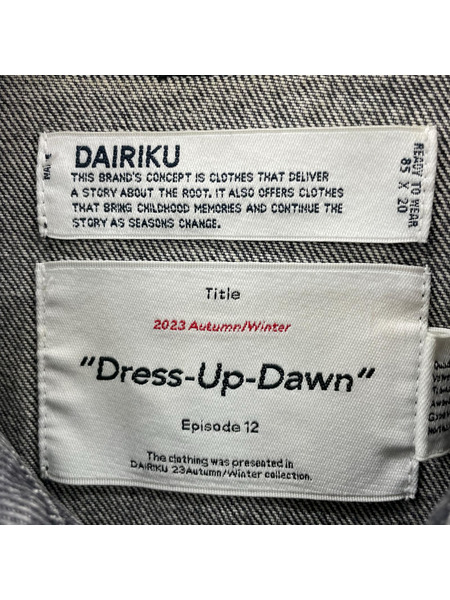 DAIRIKU
THIS BRAND'S CONCEPT IS CLOTHES THAT DELIVER
A STORY ABOUT THE ROOT. IT ALSO OFFERS CLOTHES
THAT BRING CHILDHOOD MEMORIES AND CONTINUE THE
STORY AS SEASONS CHANGE.
READY TO WEAR
85 X 20
Title
2023 Autumn/Winter
"Dress-Up-Dawn"
Episode 12
The clothing was presented in
DAIRIKU 23Autumn/Winter collection.